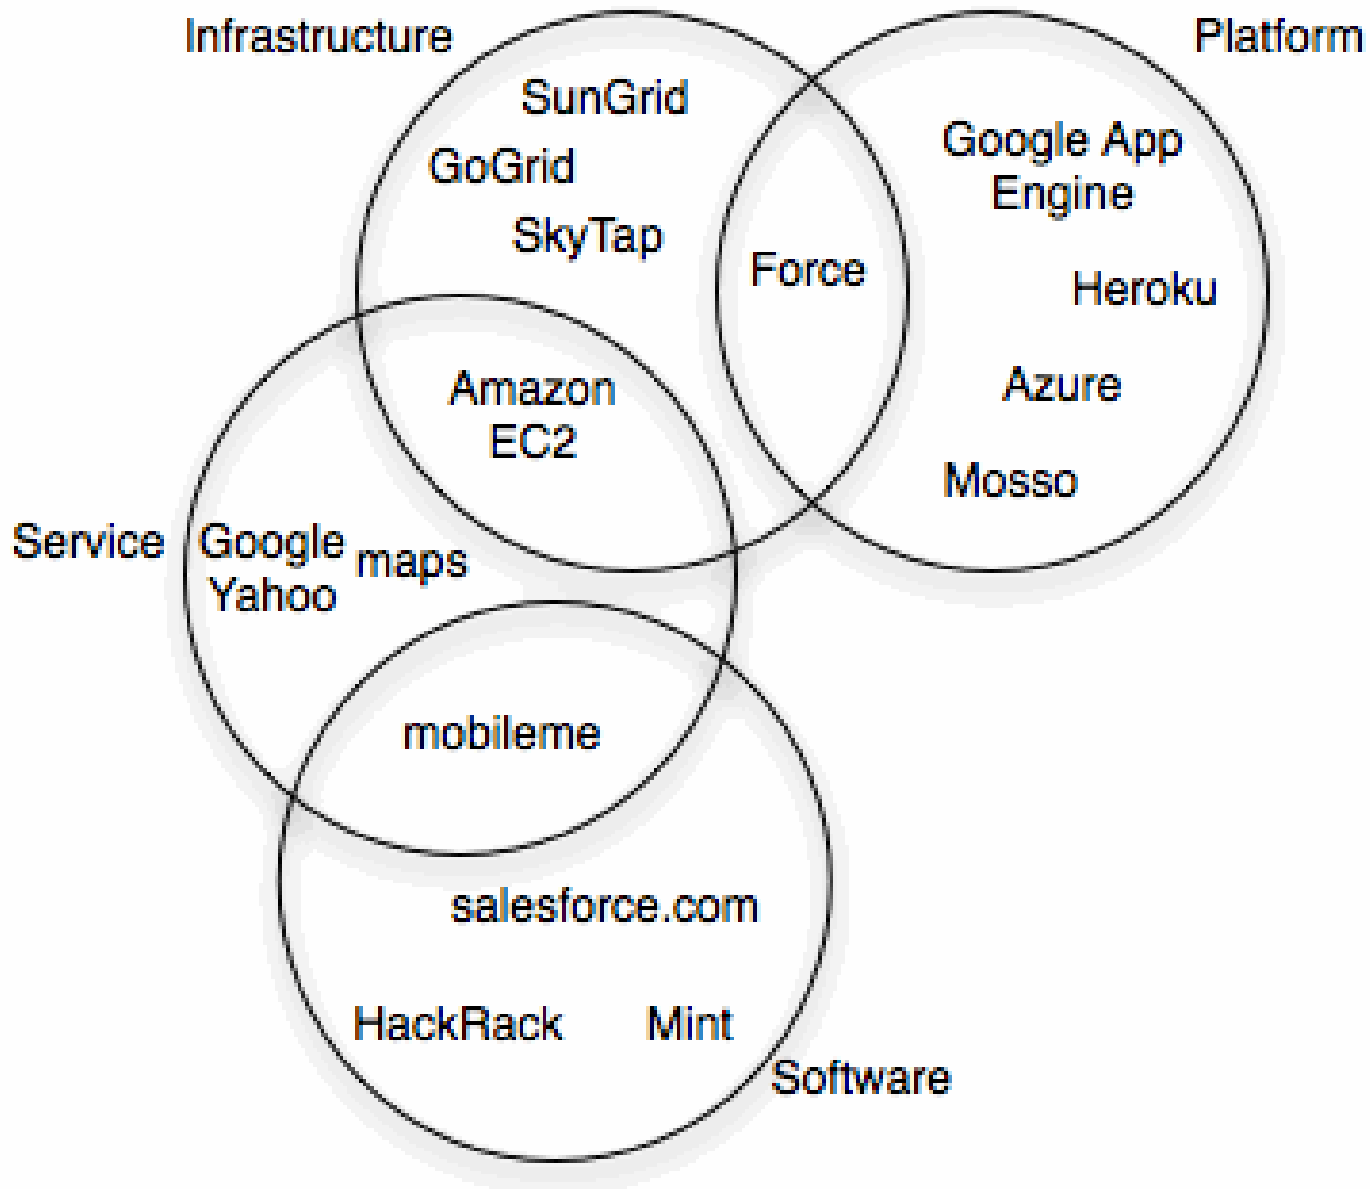 Infrastructure
Platform
SunGrid
GoGrid
SkyTap
Google App
Engine
Force
Heroku
Azure
Mosso
Amazon
EC2
Service
Google
Yahoo
maps
mobileme
salesforce.com
HackRack
Mint
Software